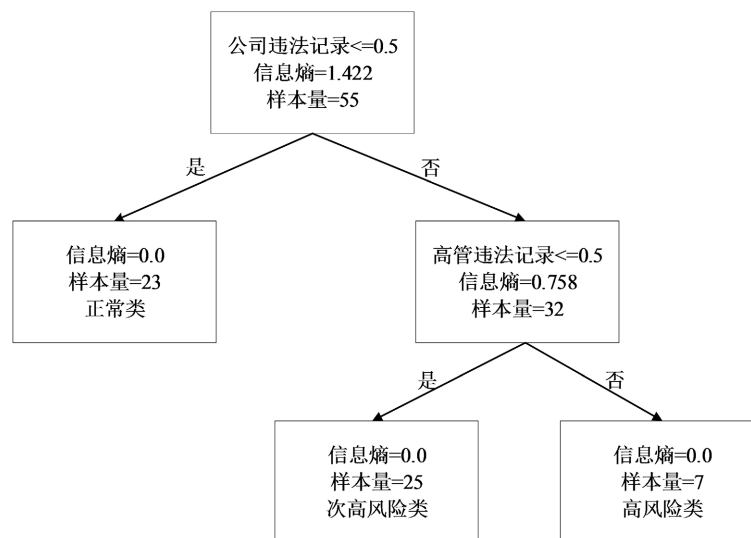 公司违法记录<=0.5
信息熵=1.422
样本量=55
是
否
信息熵=0.0
样本量=23
正常类
高管违法记录<=0.5
信息熵=0.758
样本量=32
是
否
信息熵=0.0
样本量=25
次高风险类
信息熵=0.0
样本量=7
高风险类